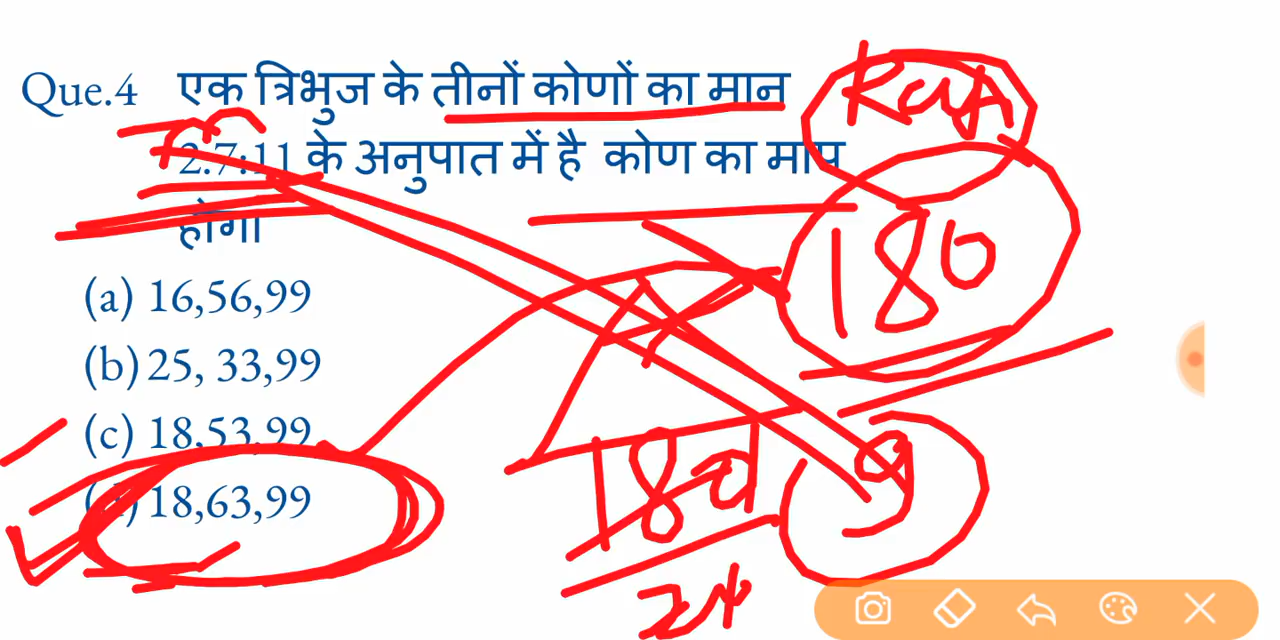 Que.4 एक त्रिभुज के तीनों कोणों का मान
2.7:11 के अनुपात में है कोण का माप
होगा
(a) 16,56,99
(b) 25, 33,99
(c) 18,53,99
(d) 18,63,99
180
9